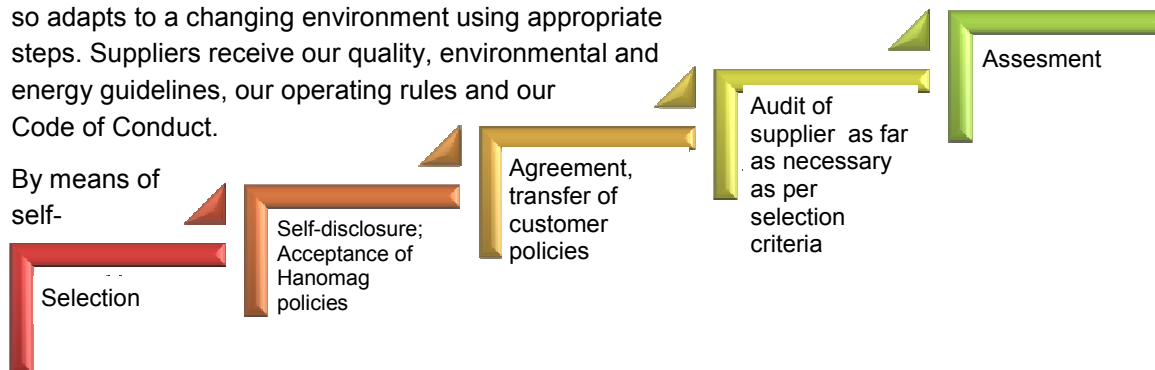 so adapts to a changing environment using appropriate
steps. Suppliers receive our quality, environmental and
energy guidelines, our operating rules and our
Code of Conduct.
By means of
self-
Selection
Self-disclosure;
Acceptance of
Hanomag
policies
Agreement,
transfer of
customer
policies
Audit of
supplier as far
as necessary
as per
selection
criteria
Assesment